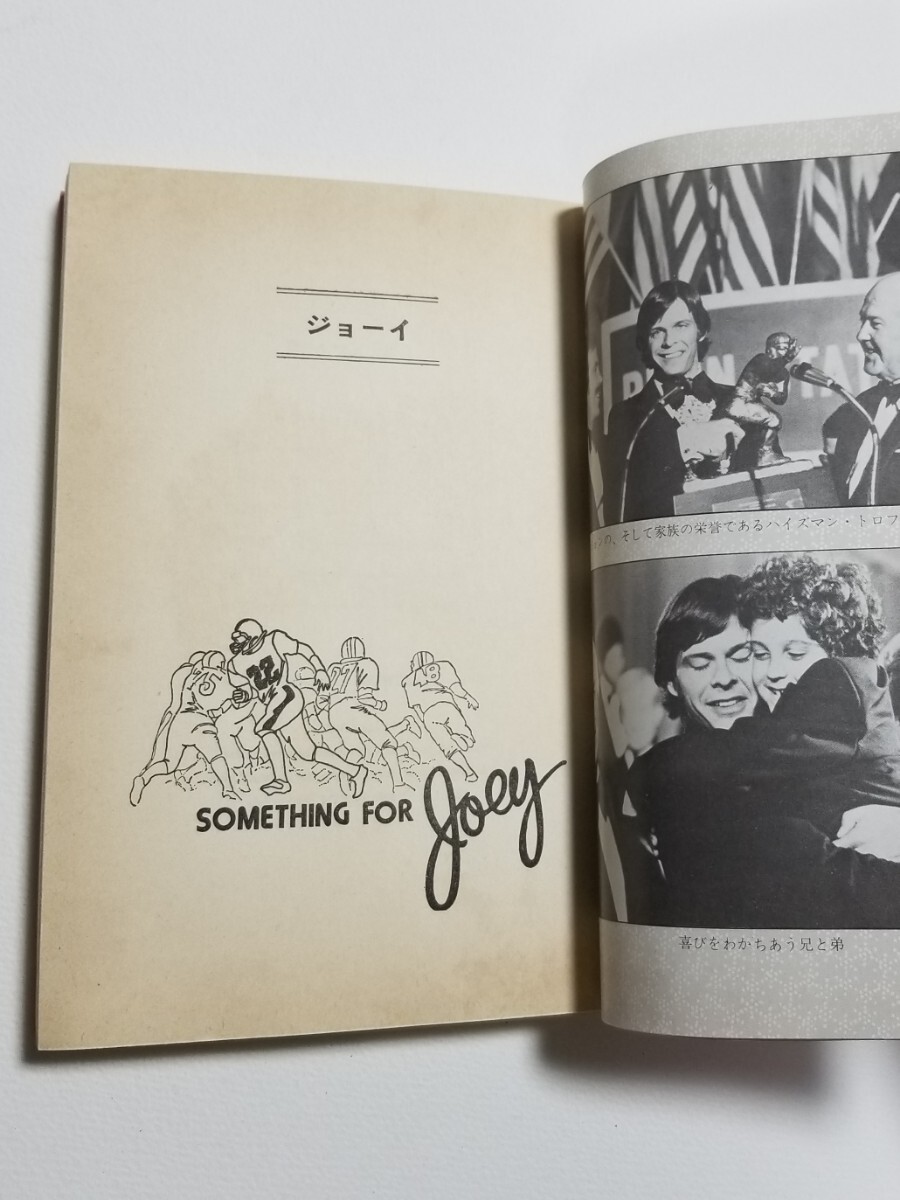 ジョーイ
22
SOMETHING FOR Joey
の、そして家族の栄誉であるハイズマン・トロフ
喜びをわかちあう兄と弟